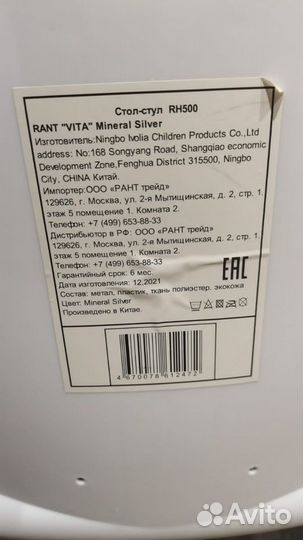 Стол-стул RH500
RANT "VITA" Mineral Silver
Изготовитель:Ningbo Ivolia Children Products Co.,Ltd
address: No:168 Songyang Road, Shangqiao economic
Development Zone,Fenghua District 315500, Ningbo
City, CHINA Китай.
Импортер:ООО «РАНТ трейд»
129626, г. Москва, ул. 2-я Мытищинская, д. 2, стр. 1,
этаж 5 помещение 1. Комната 2.
Телефон: +7 (499) 653-88-33
Дистрибьютор в РФ: ООО «РАНТ трейд»
129626, г. Москва, ул. 2-я Мытищинская, д. 2, стр. 1,
этаж 5 помещение 1. Комната 2.
Телефон: +7 (499) 653-88-33
Гарантийный срок: 6 мес.
Дата изготовления: 12,2021
Состав: метал, пластик, ткань полиэстер. экокожа
Цвет: Mineral Silver
Произведено в Китае.
EAC
4 670078 612472
Avito